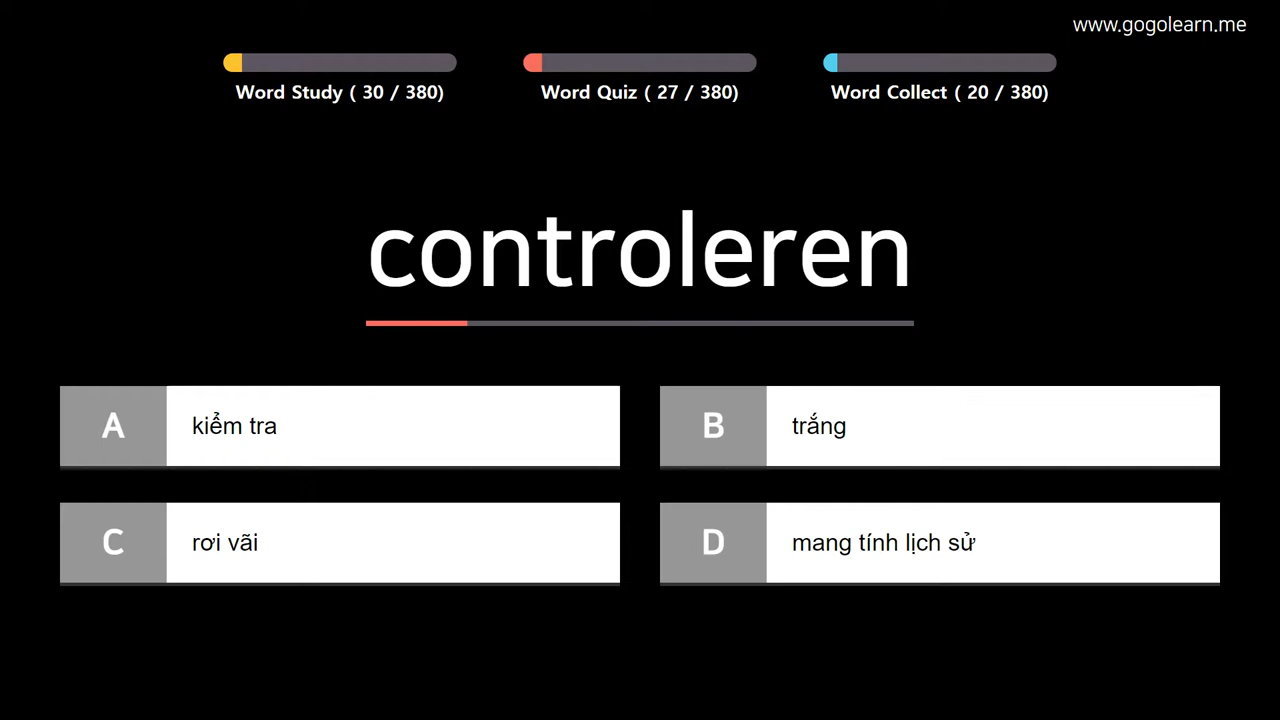 www.gogolearn.me
Word Study ( 30 / 380)
Word Quiz ( 27 / 380)
Word Collect ( 20 / 380)
controleren
A kiểm tra
B trắng
C rơi vãi
D mang tính lịch sử